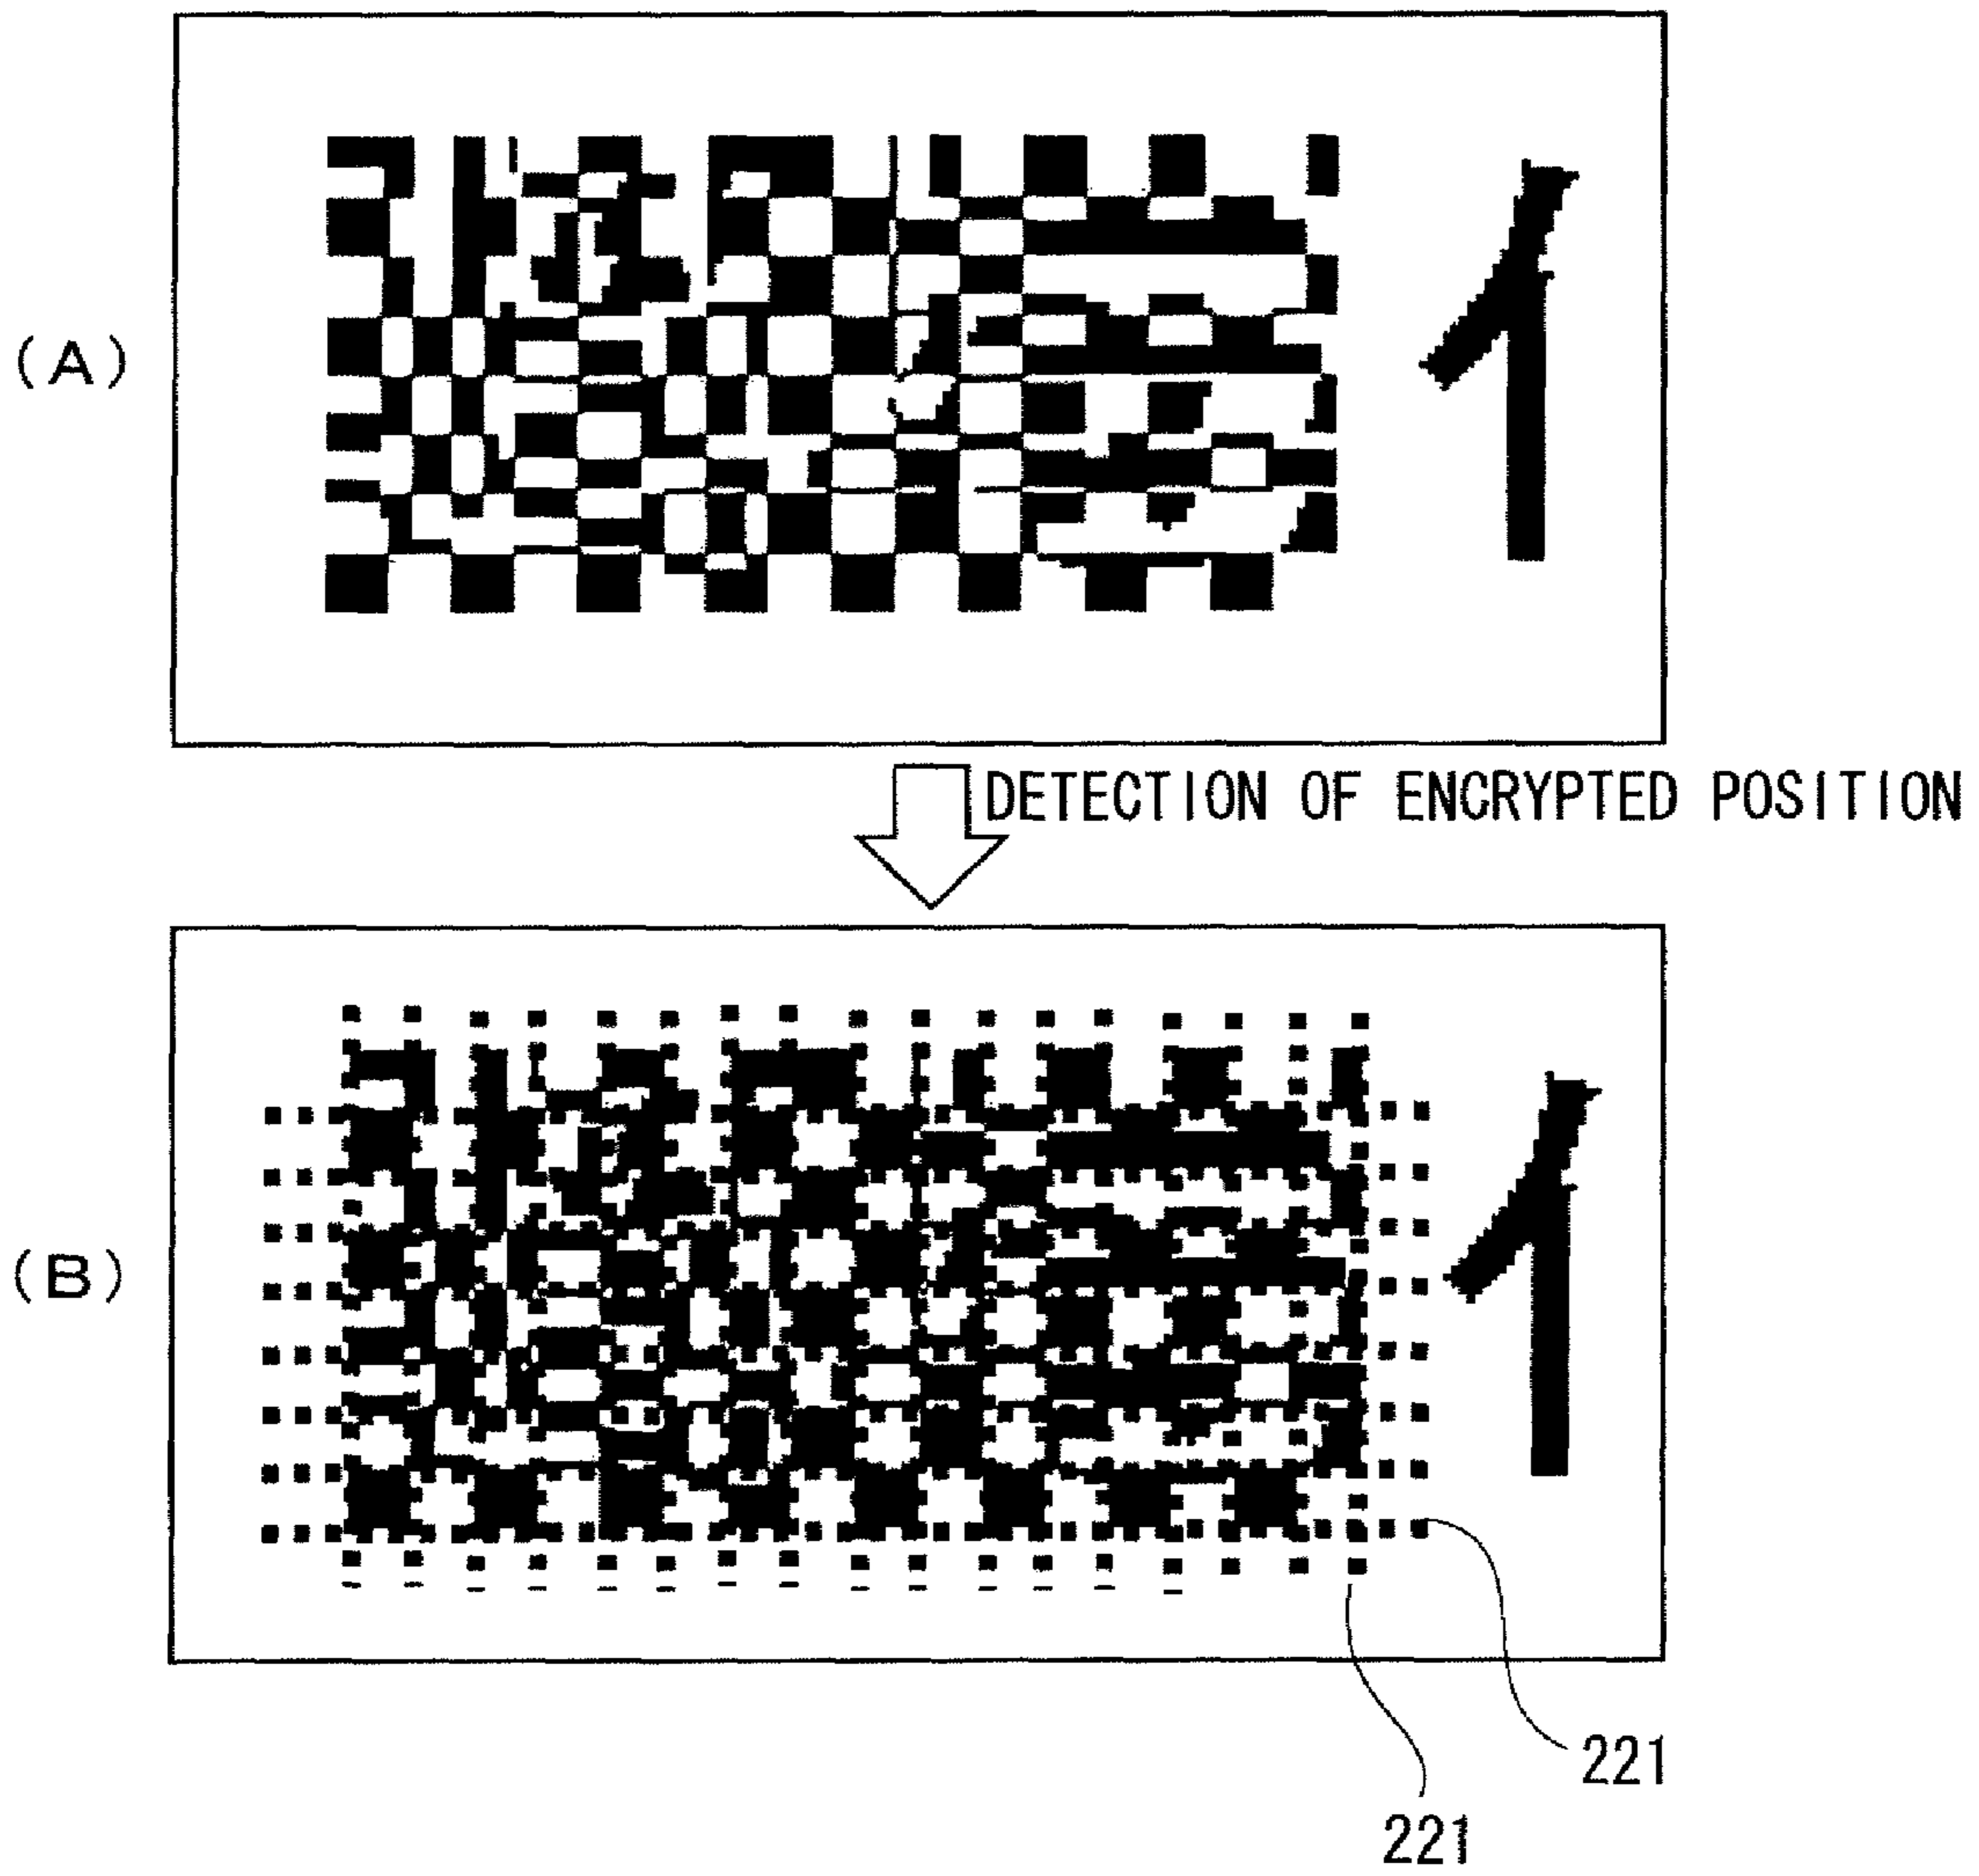 (A)
DETECTION OF ENCRYPTED POSITION
(B)
221
221